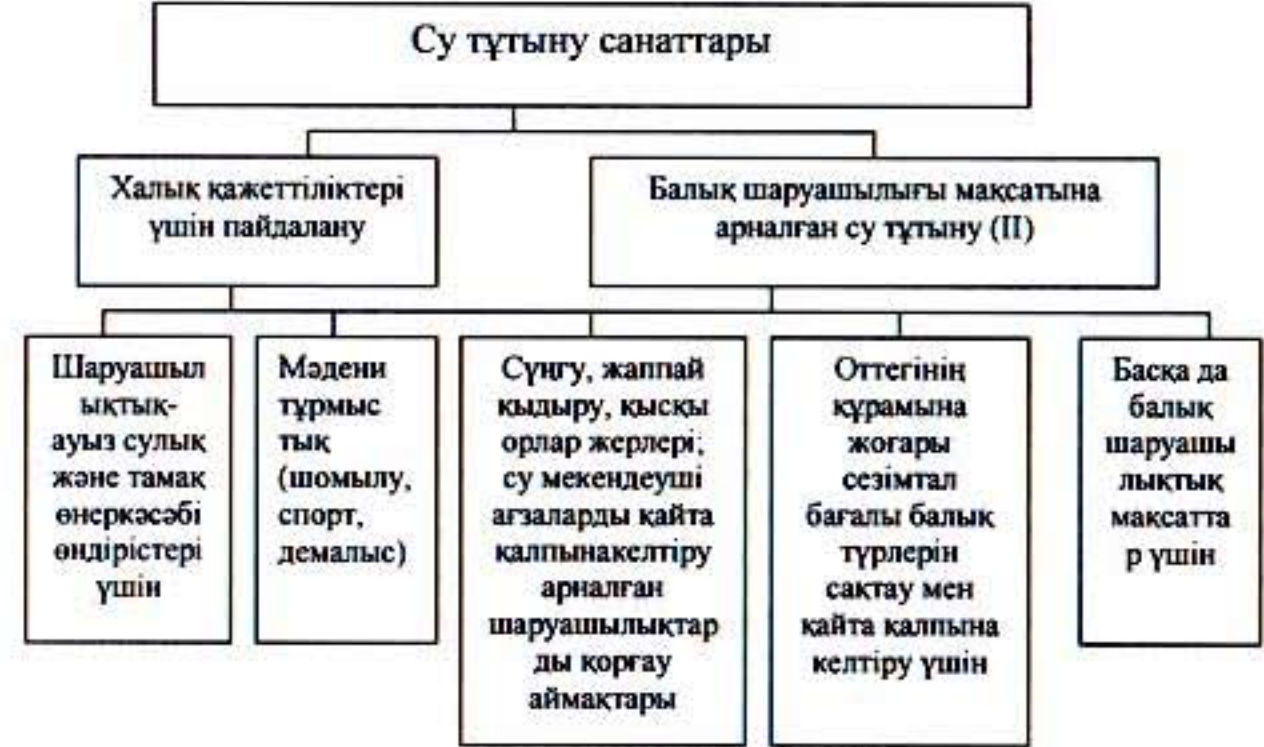 Су тұтыну санаттары
Халық қажеттіліктері
үшін пайдалану
Балық шаруашылығы мақсатына
арналған су тұтыну (II)
Шаруашыл
ықтық-
ауыз сулық
және тамақ
өнеркәсәбі
өндірістері
үшін
Мәдени
тұрмыс
тық
(шомылу,
спорт,
демалыс)
Сүңгу, жаппай
қыдыру, қысқы
орлар жерлері;
су мекендеуші
ағзаларды қайта
қалпынакелтіру
арналған
шаруашылықтар
ды қорғау
аймақтары
Оттегінің
құрамына
жоғары
сезімтал
бағалы балық
түрлерін
сақтау мен
қайта қалпына
келтіру үшін
Басқа да
балық
шаруашы
лықтық
мақсатта
р үшін